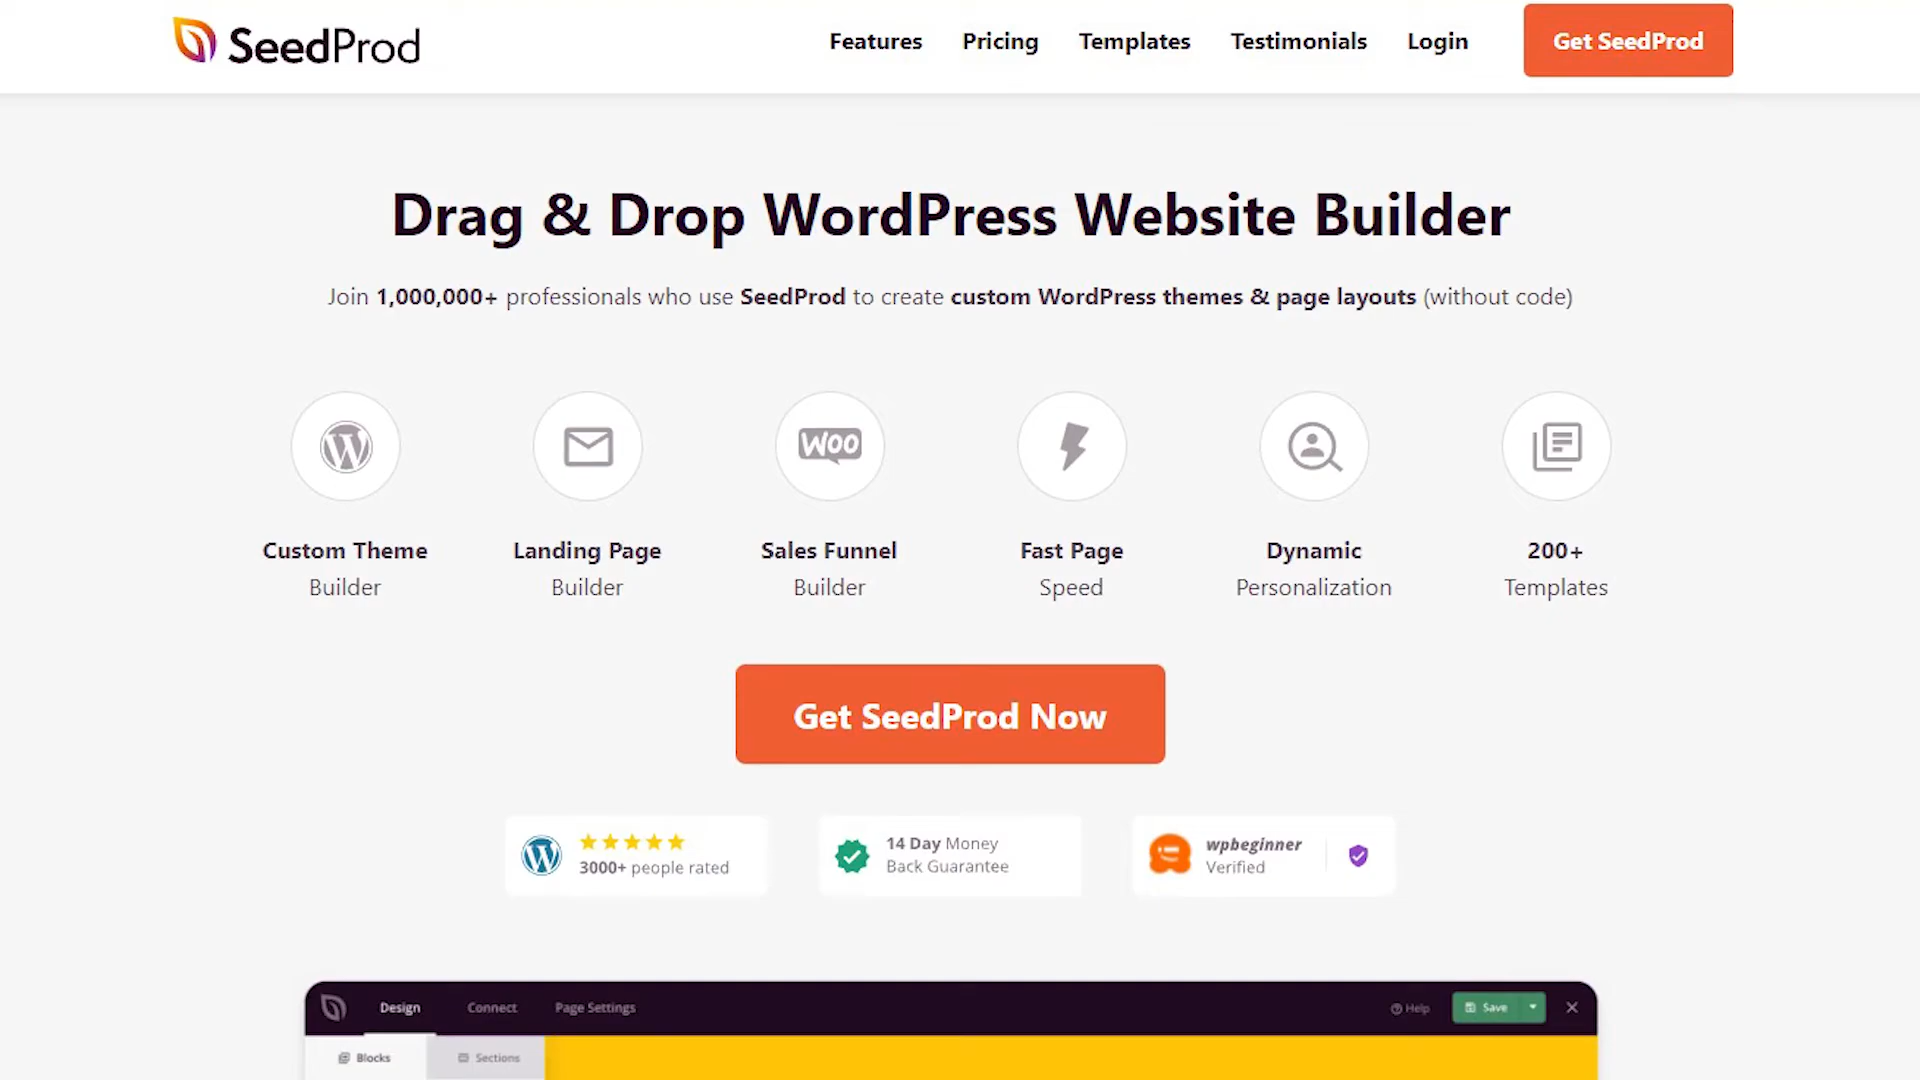 SeedProd
Features Pricing Templates Testimonials Login Get SeedProd
Drag & Drop WordPress Website Builder
Join 1,000,000+ professionals who use SeedProd to create custom WordPress themes & page layouts (without code)
WOO
Custom Theme
Builder
Landing Page
Builder
Sales Funnel
Builder
Fast Page
Speed
Dynamic
Personalization
200+
Templates
Get SeedProd Now
3000+ people rated
14 Day Money
Back Guarantee
wpbeginner
Verified
Design Connect Page Settings Help Save
Blocks Sections